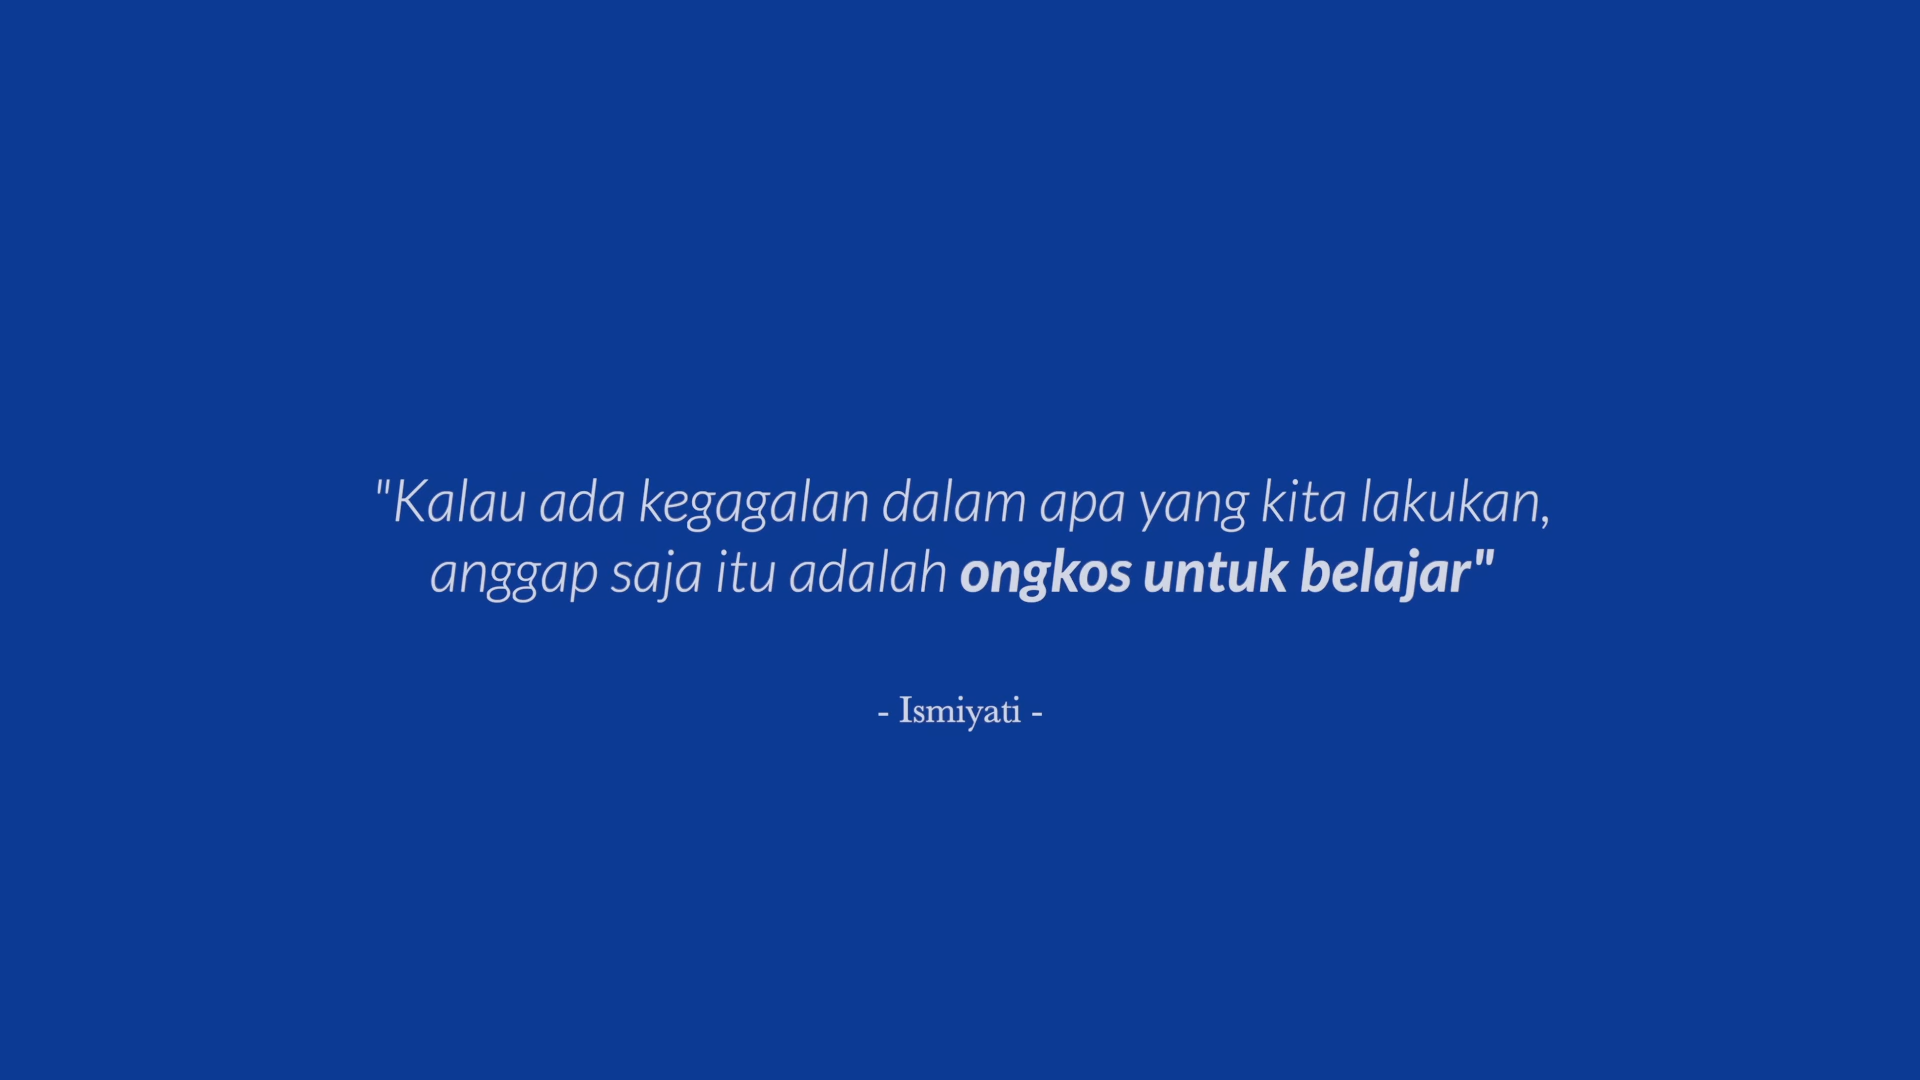 "Kalau ada kegagalan dalam apa yang kita lakukan,
anggap saja itu adalah ongkos untuk belajar"
- Ismiyati -